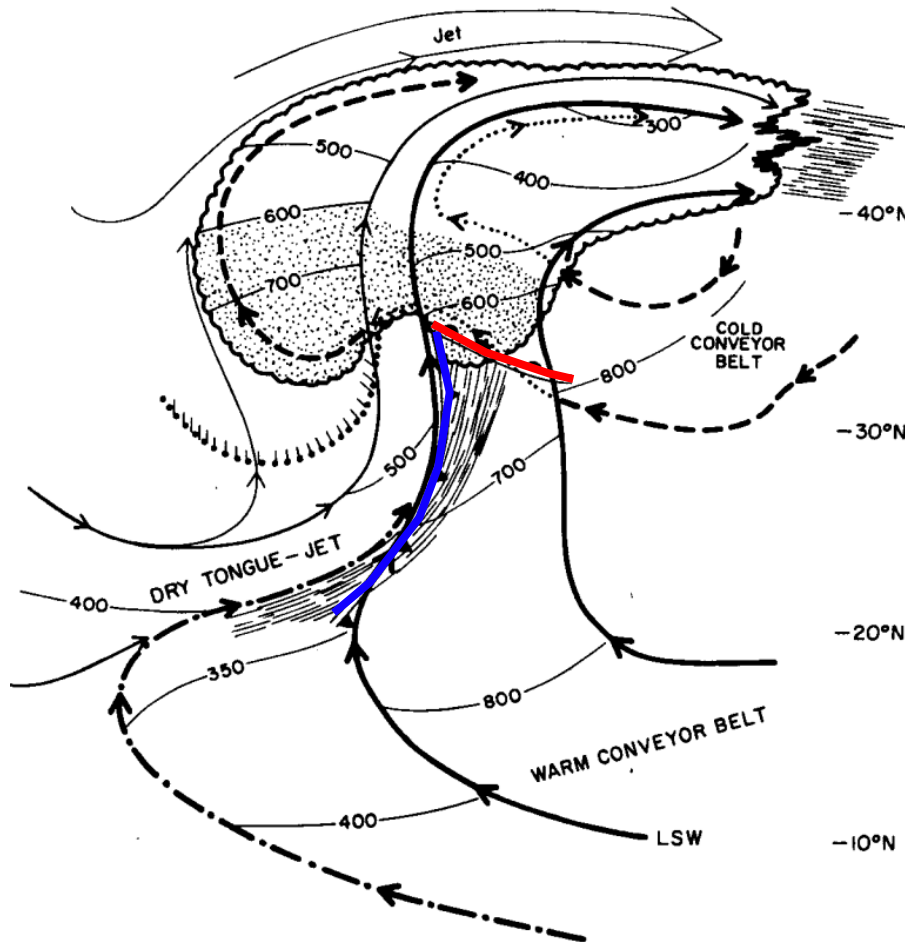 Jet
300
500
400
600
500
-40°N
700
600
COLD
CONVEYOR
BELT
800
-30°N
500
700
DRY TONGUE-JET
400
-20°N
350
800
WARM CONVEYOR BELT
400
LSW
-10°N